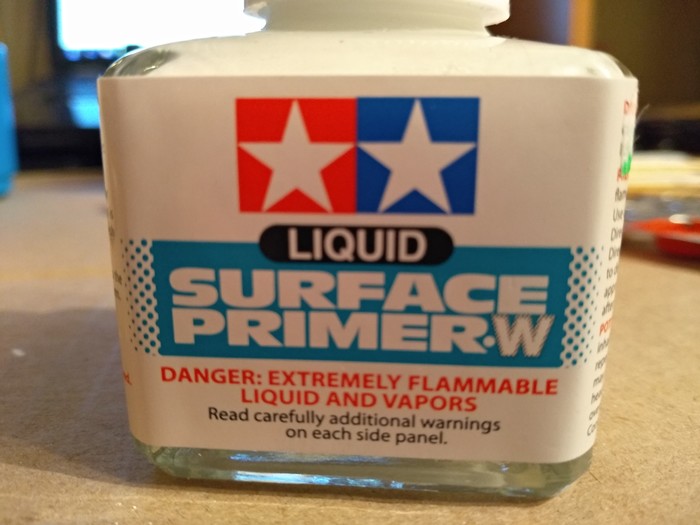 LIQUID
SURFACE
PRIMER·W
DANGER: EXTREMELY FLAMMABLE
LIQUID AND VAPORS
Read carefully additional warnings
on each side panel.